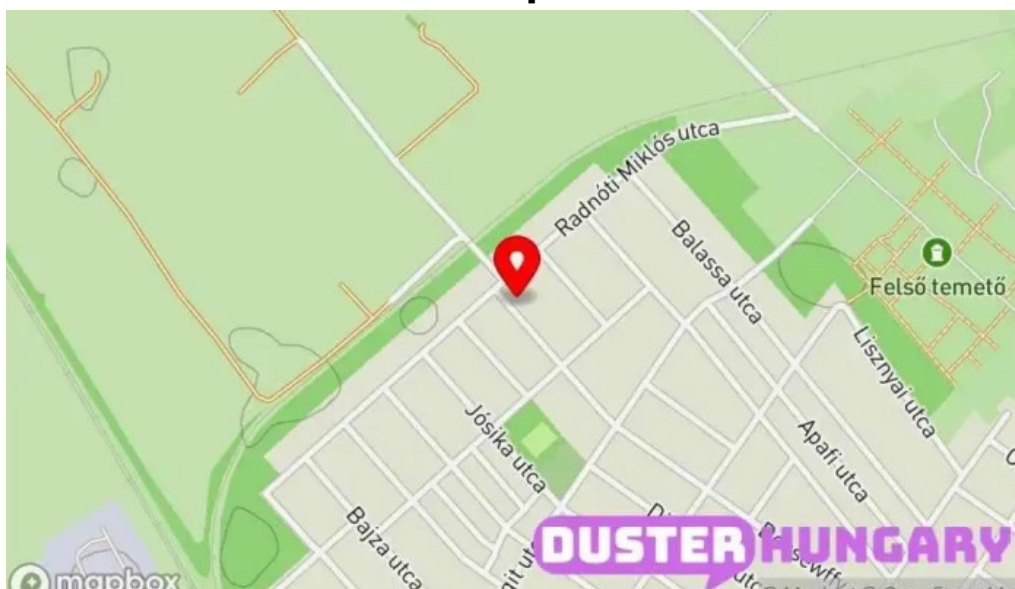 Radnóti Miklós utca
Balassa utca
Felső temető
Lisznyai utca
Jósika utca
Apafi utca
Bajza utca
DUSTER HUNGARY
mapbox